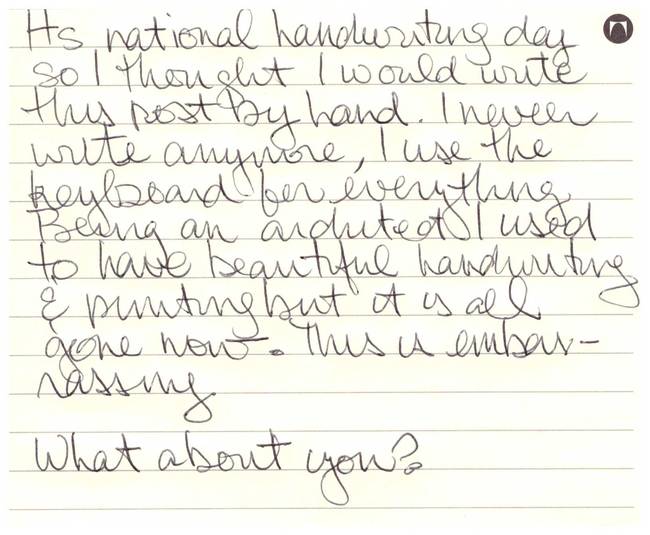 Its national handwriting day
so I thought I would write
this post by hand. I never
write anymore, I use the
keyboard for everything
Being an architect I used
to have beautiful handwriting
& printing but it is all
gone now. This is embar-
rassing
What about you?